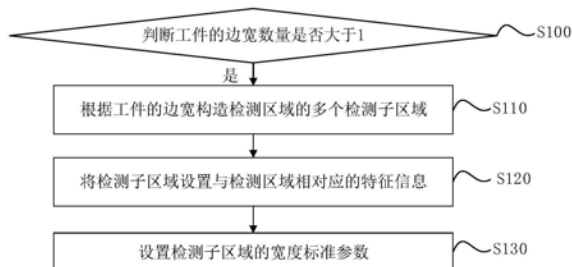 判断工件的边宽数量是否大于1
S100
是
根据工件的边宽构造检测区域的多个检测子区域
S110
将检测子区域设置与检测区域相对应的特征信息
S120
设置检测子区域的宽度标准参数
S130